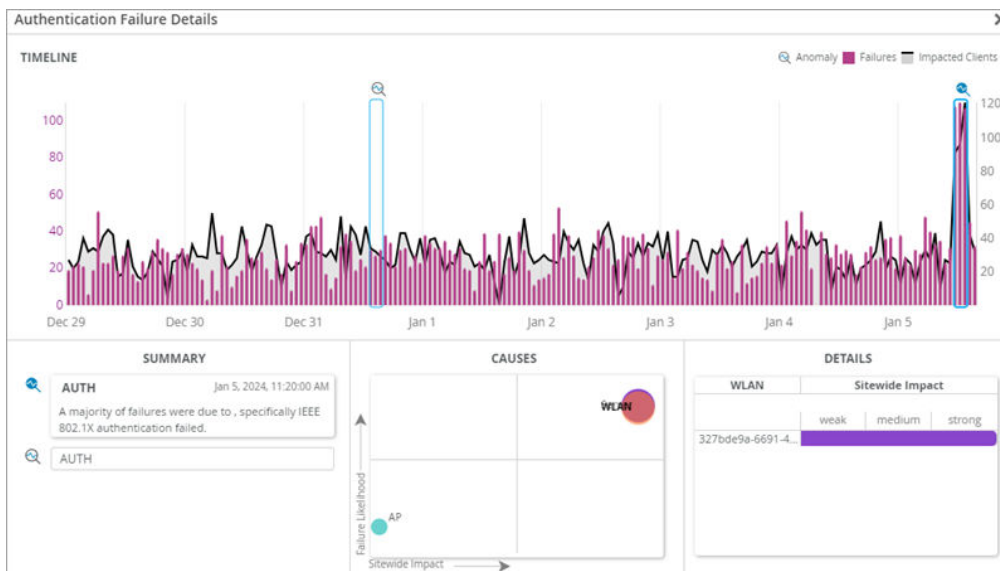 Authentication Failure Details
TIMELINE
Anomaly Failures Impacted Clients
100
80
60
40
20
0
120
100
80
60
40
20
Dec 29 Dec 30 Dec 31 Jan 1 Jan 2 Jan 3 Jan 4 Jan 5
SUMMARY
AUTH Jan 5, 2024, 11:20:00 AM
A majority of failures were due to , specifically IEEE
802.1X authentication failed.
AUTH
CAUSES
Failure Likelihood
WLAN
AP
Sitewide Impact
DETAILS
WLAN Sitewide Impact
weak medium strong
327bde9a-6691-4...